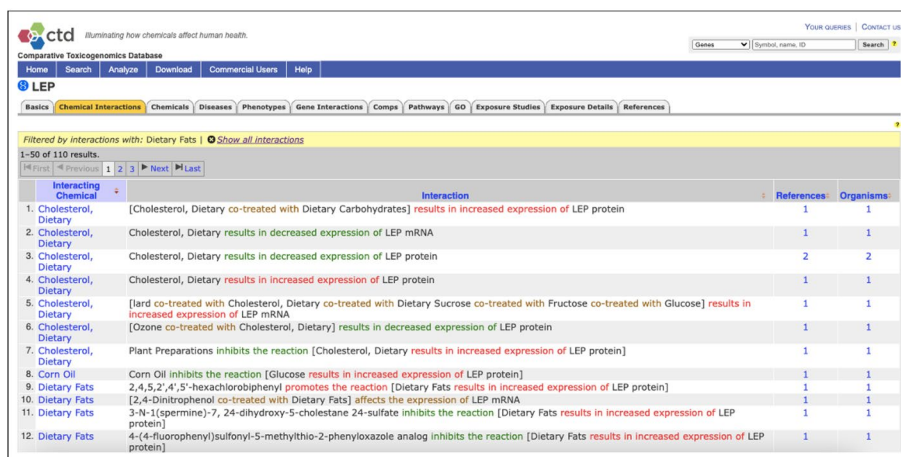 YOUR QUERIES | CONTACT US
ctd Illuminating how chemicals affect human health.
Genes Symbol, name, ID Search ?
Comparative Toxicogenomics Database
Home Search Analyze Download Commercial Users Help
LEP
Basics Chemical Interactions Chemicals Diseases Phenotypes Gene Interactions Comps Pathways GO Exposure Studies Exposure Details References
?
Filtered by interactions with: Dietary Fats | Show all interactions
1–50 of 110 results.
First Previous 1 2 3 Next Last
Interacting Chemical Interaction References Organisms
1. Cholesterol, Dietary [Cholesterol, Dietary co-treated with Dietary Carbohydrates] results in increased expression of LEP protein 1 1
2. Cholesterol, Dietary Cholesterol, Dietary results in decreased expression of LEP mRNA 1 1
3. Cholesterol, Dietary Cholesterol, Dietary results in decreased expression of LEP protein 2 2
4. Cholesterol, Dietary Cholesterol, Dietary results in increased expression of LEP protein 1 1
5. Cholesterol, Dietary [lard co-treated with Cholesterol, Dietary co-treated with Dietary Sucrose co-treated with Fructose co-treated with Glucose] results in
increased expression of LEP mRNA 1 1
6. Cholesterol, Dietary [Ozone co-treated with Cholesterol, Dietary] results in decreased expression of LEP protein 1 1
7. Cholesterol, Dietary Plant Preparations inhibits the reaction [Cholesterol, Dietary results in increased expression of LEP protein] 1 1
8. Corn Oil Corn Oil inhibits the reaction [Glucose results in increased expression of LEP protein] 1 1
9. Dietary Fats 2,4,5,2',4',5'-hexachlorobiphenyl promotes the reaction [Dietary Fats results in increased expression of LEP protein] 1 1
10. Dietary Fats [2,4-Dinitrophenol co-treated with Dietary Fats] affects the expression of LEP mRNA 1 1
11. Dietary Fats 3-N-1(spermine)-7, 24-dihydroxy-5-cholestane 24-sulfate inhibits the reaction [Dietary Fats results in increased expression of LEP
protein] 1 1
12. Dietary Fats 4-(4-fluorophenyl)sulfonyl-5-methylthio-2-phenyloxazole analog inhibits the reaction [Dietary Fats results in increased expression of LEP
protein] 1 1